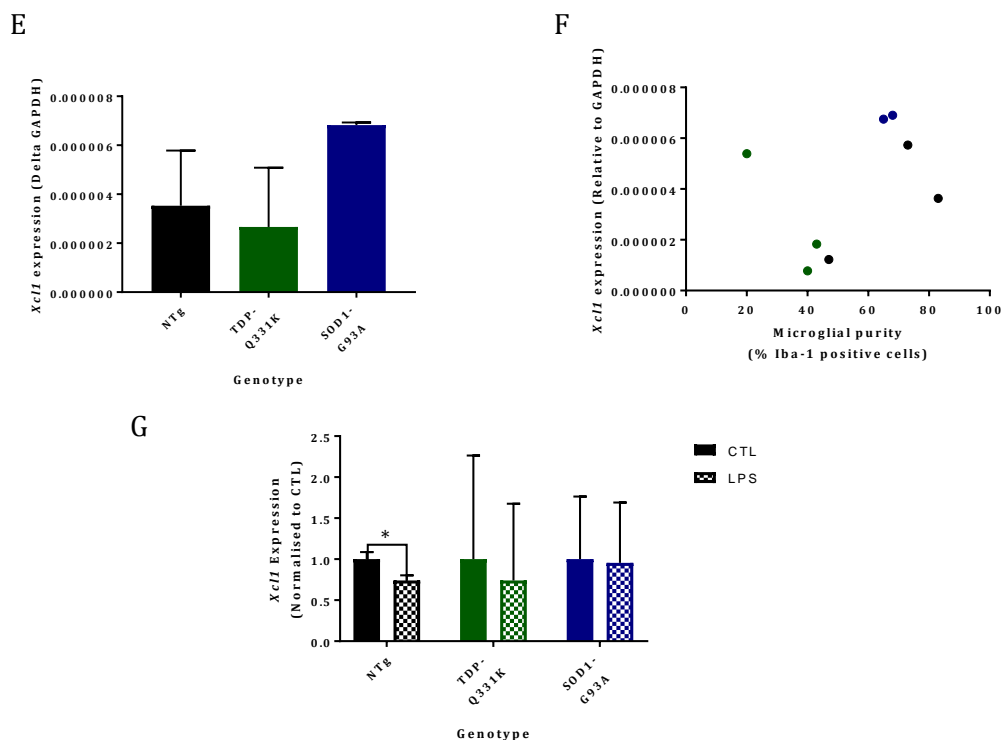 E
Xcl1 expression (Delta GAPDH)
0.000008
0.000006
0.000004
0.000002
0.000000
NTg
TDP-
Q331K
SOD1-
G93A
Genotype
F
Xcl1 expression (Relative to GAPDH)
0.000008
0.000006
0.000004
0.000002
0.000000
0
20
40
60
80
100
Microglial purity
(% Iba-1 positive cells)
G
Xcl1 Expression
(Normalised to CTL)
2.5
2.0
1.5
1.0
0.5
0.0
*
NTg
TDP-
Q331K
SOD1-
G93A
Genotype
CTL
LPS